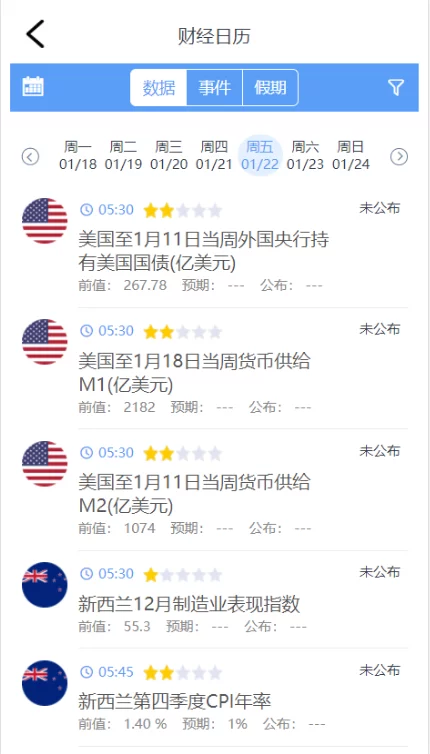 财经日历
数据 事件 假期
周一 周二 周三 周四 周五 周六 周日
01/18 01/19 01/20 01/21 01/22 01/23 01/24
05:30 未公布
美国至1月11日当周外国央行持
有美国国债(亿美元)
前值： 267.78 预期： --- 公布： ---
05:30 未公布
美国至1月18日当周货币供给
M1(亿美元)
前值： 2182 预期： --- 公布： ---
05:30 未公布
美国至1月11日当周货币供给
M2(亿美元)
前值： 1074 预期： --- 公布： ---
05:30 未公布
新西兰12月制造业表现指数
前值： 55.3 预期： --- 公布： ---
05:45 未公布
新西兰第四季度CPI年率
前值： 1.40 % 预期： 1% 公布： ---